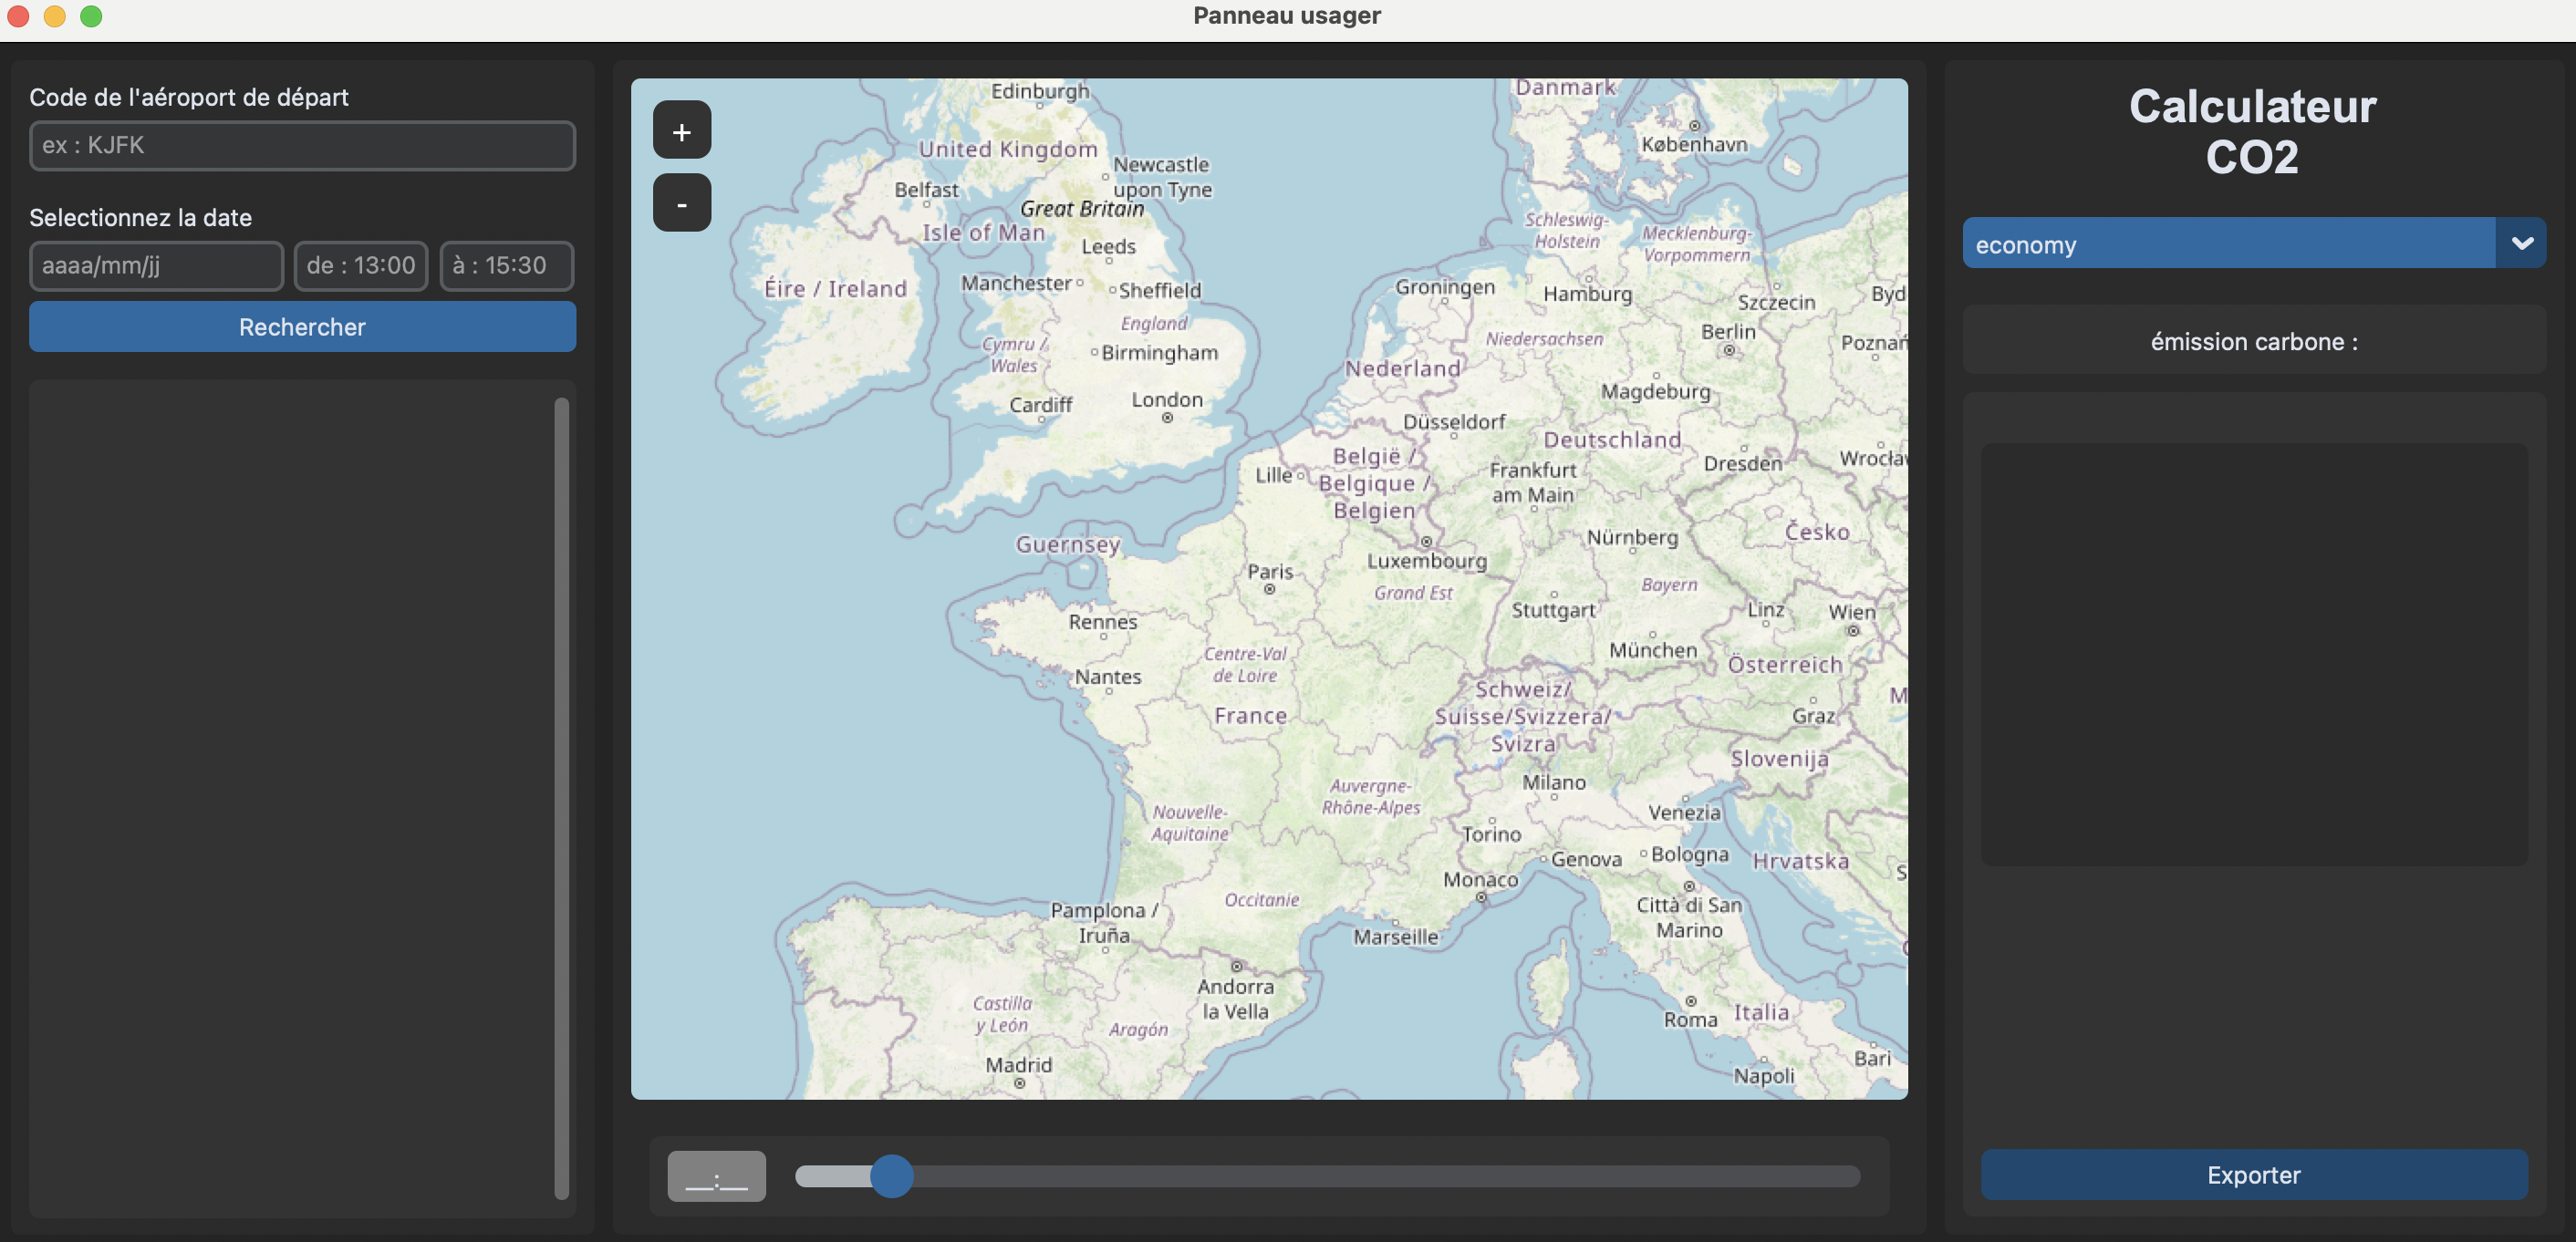 Panneau usager
Code de l'aéroport de départ
ex : KJFK
Selectionnez la date
aaaa/mm/jj
de : 13:00
à : 15:30
Rechercher
+
-
Edinburgh
United Kingdom
Newcastle
upon Tyne
Belfast
Great Britain
Isle of Man
Leeds
Éire / Ireland
Manchester
Sheffield
England
Cymru /
Wales
Birmingham
Cardiff
London
Danmark
København
Schleswig-
Holstein
Mecklenburg-
Vorpommern
Groningen
Hamburg
Szczecin
Byd
Niedersachsen
Berlin
Poznań
Nederland
Magdeburg
Düsseldorf
Deutschland
België /
Belgique /
Belgien
Lille
Frankfurt
am Main
Dresden
Wrocła
Guernsey
Luxembourg
Nürnberg
Česko
Paris
Grand Est
Bayern
Stuttgart
Linz
Wien
Rennes
München
Centre-Val
de Loire
Österreich
Nantes
Schweiz/
Suisse/Svizzera/
Svizra
France
Graz
M
Slovenija
Milano
Auvergne-
Rhône-Alpes
Venezia
Nouvelle-
Aquitaine
Torino
Genova
Bologna
Hrvatska
Monaco
S
Occitanie
Città di San
Marino
Pamplona /
Iruña
Marseille
Andorra
la Vella
Castilla
y León
Aragón
Roma
Italia
Madrid
Bari
Napoli
__:__
Calculateur
CO2
economy
émission carbone :
Exporter